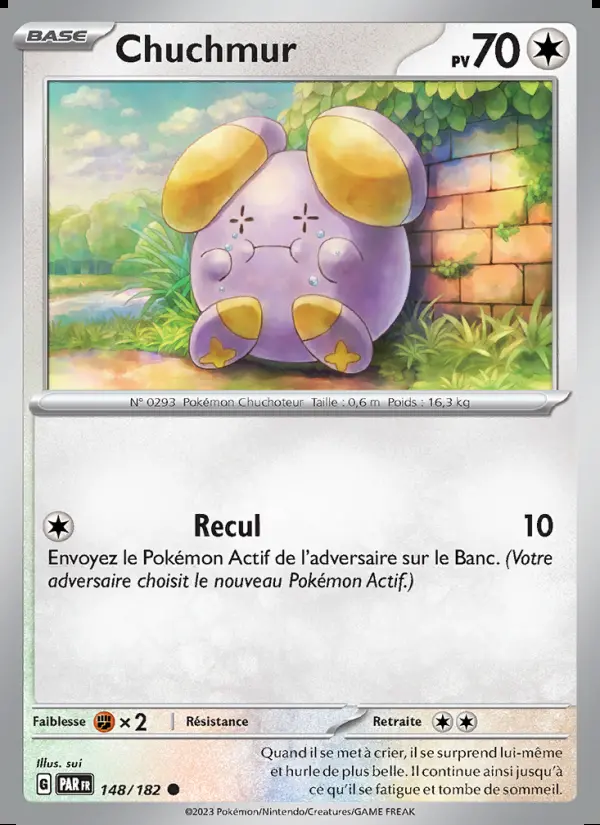 BASE Chuchmur PV 70
N° 0293 Pokémon Chuchoteur Taille : 0,6 m Poids : 16,3 kg
Recul 10
Envoyez le Pokémon Actif de l'adversaire sur le Banc. (Votre
adversaire choisit le nouveau Pokémon Actif.)
Faiblesse ×2 Résistance Retraite
Illus. sui
G PAR FR 148/182
Quand il se met à crier, il se surprend lui-même
et hurle de plus belle. Il continue ainsi jusqu'à
ce qu'il se fatigue et tombe de sommeil.
©2023 Pokémon/Nintendo/Creatures/GAME FREAK